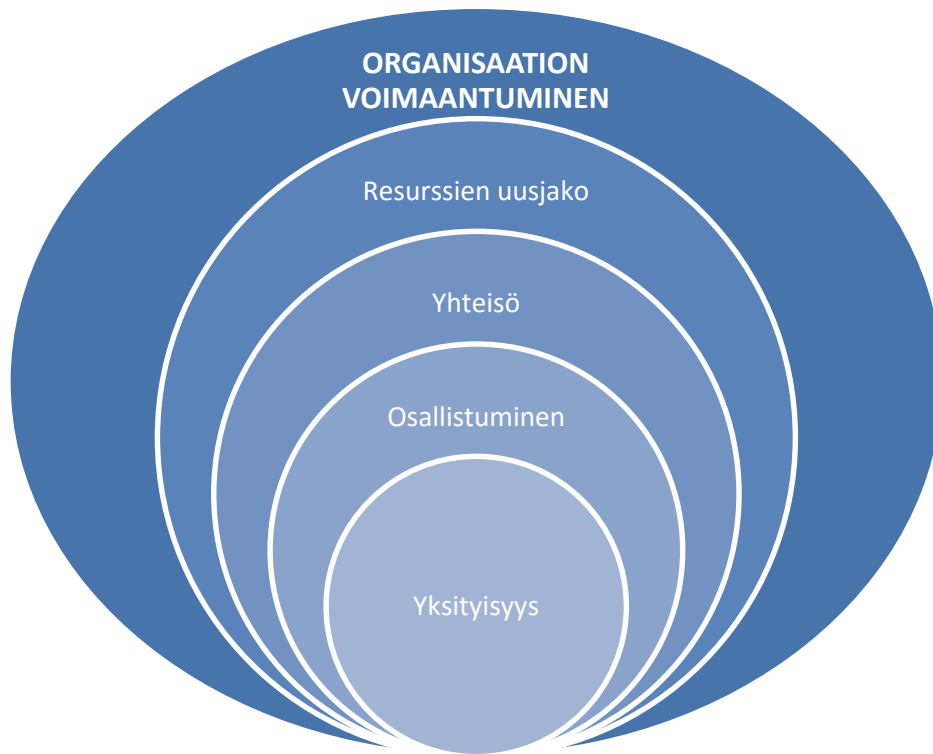 ORGANISAATION
VOIMAANTUMINEN
Resurssien uusjako
Yhteisö
Osallistuminen
Yksityisyys